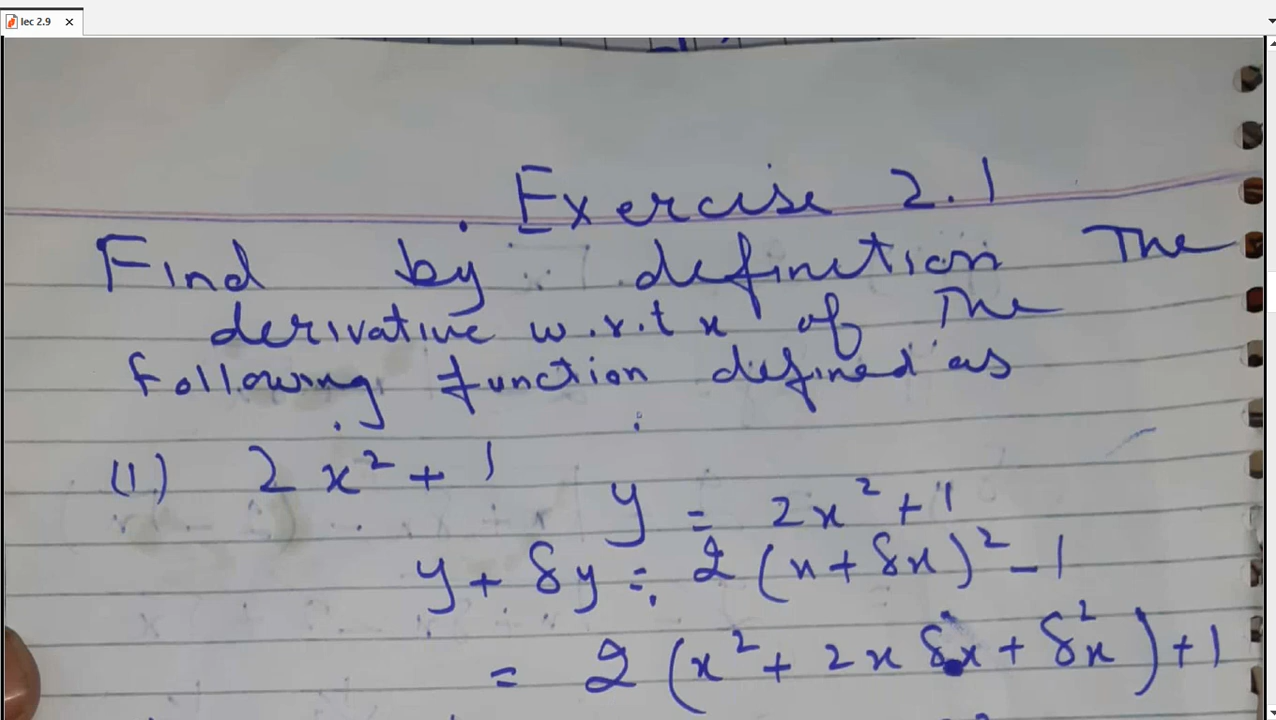 lec 2.9
Exercise 2.1
Find by definetion The
derivative w.r.t x of The
following function defined as
(1) 2x² + 1
y = 2x² + 1
y + δy = 2(x + δx)² - 1
= 2(x² + 2x δx + δ²x) + 1